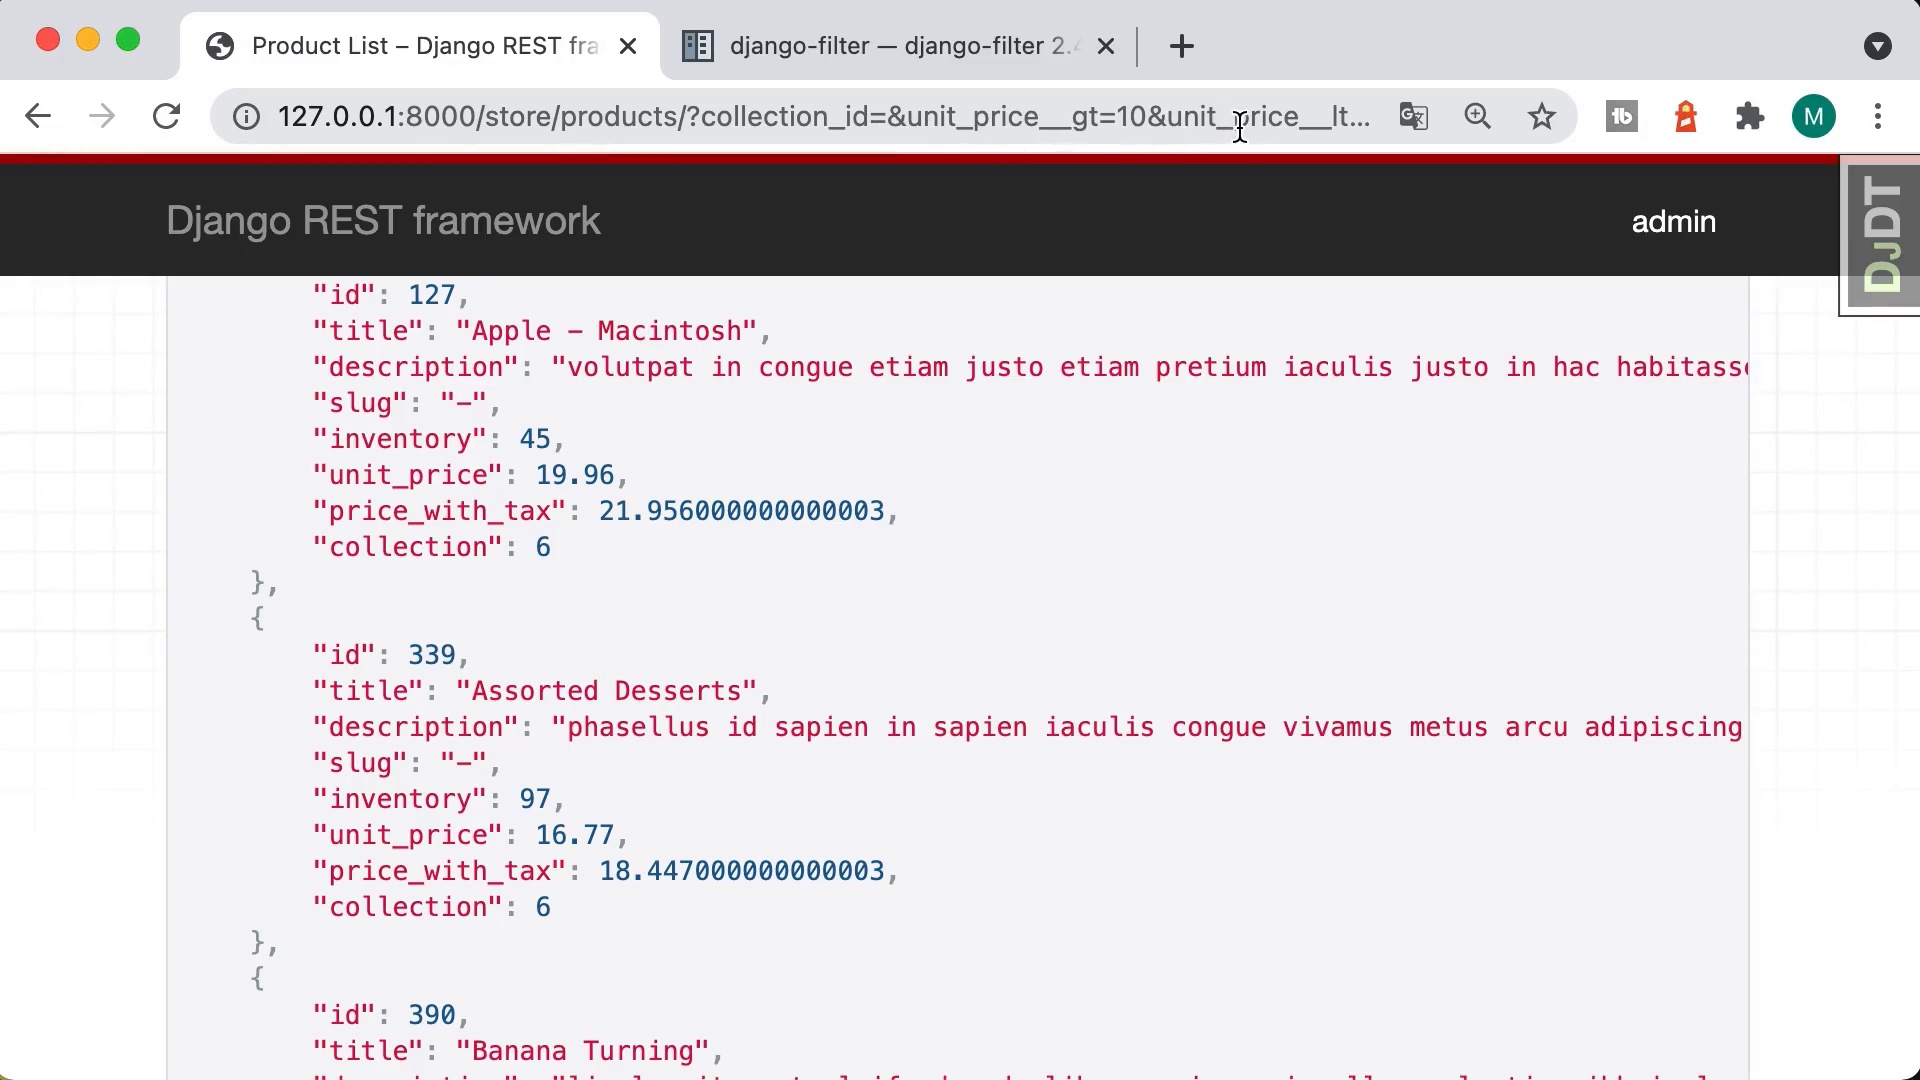 Product List – Django REST fra
django-filter — django-filter 2.4
127.0.0.1:8000/store/products/?collection_id=&unit_price__gt=10&unit_price__lt...
M
Django REST framework
admin
DJDT
"id": 127,
"title": "Apple – Macintosh",
"description": "volutpat in congue etiam justo etiam pretium iaculis justo in hac habitasse
"slug": "-",
"inventory": 45,
"unit_price": 19.96,
"price_with_tax": 21.956000000000003,
"collection": 6
},
{
"id": 339,
"title": "Assorted Desserts",
"description": "phasellus id sapien in sapien iaculis congue vivamus metus arcu adipiscing
"slug": "-",
"inventory": 97,
"unit_price": 16.77,
"price_with_tax": 18.447000000000003,
"collection": 6
},
{
"id": 390,
"title": "Banana Turning",